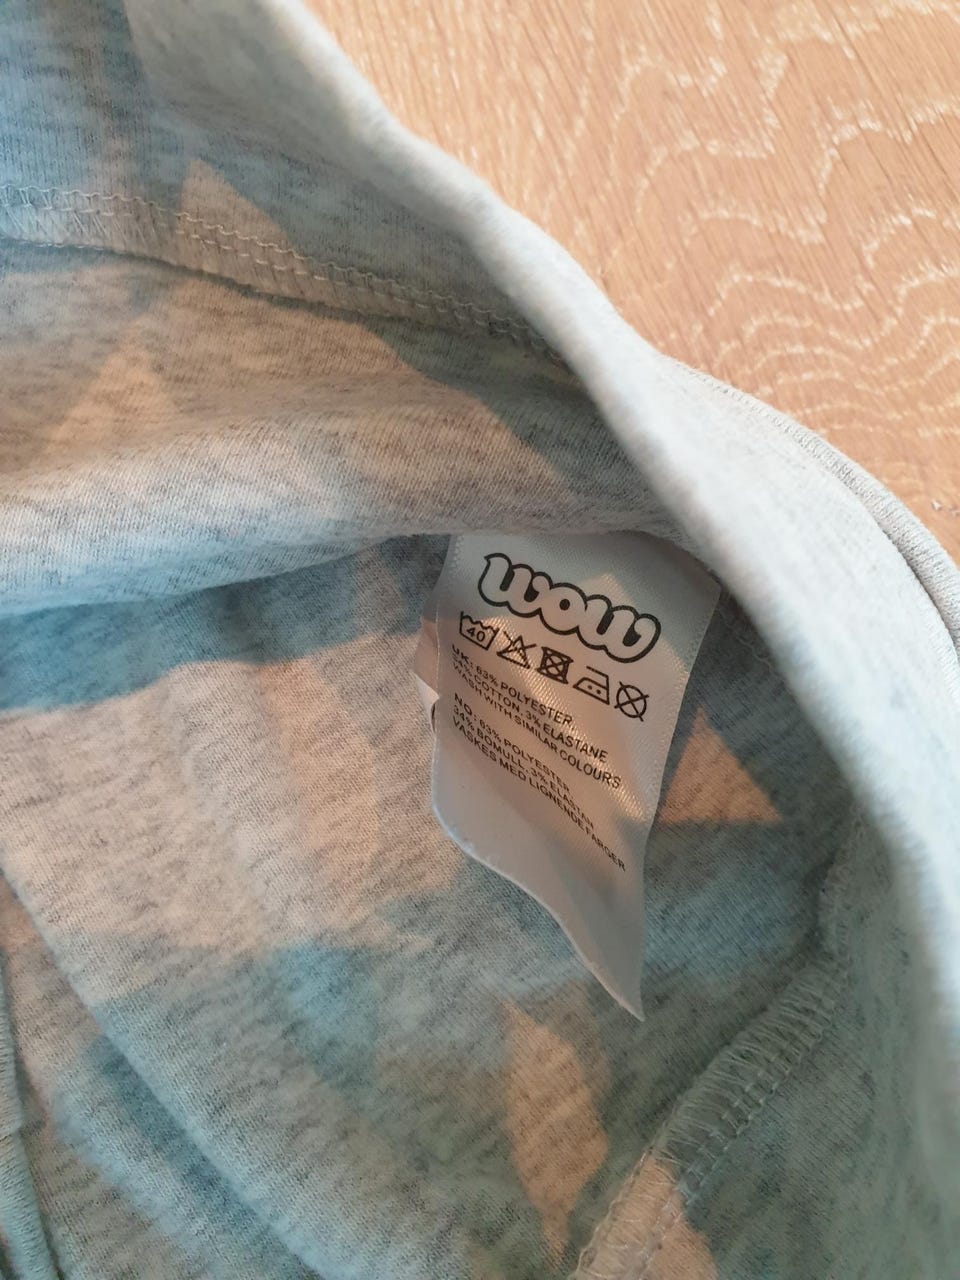 wow
40
UK: 63% POLYESTER
34% COTTON, 3% ELASTANE
WASH WITH SIMILAR COLOURS
NO: 63% POLYESTER
34% BOMULL, 3% ELASTAN
VASKES MED LIGNENDE FARGER